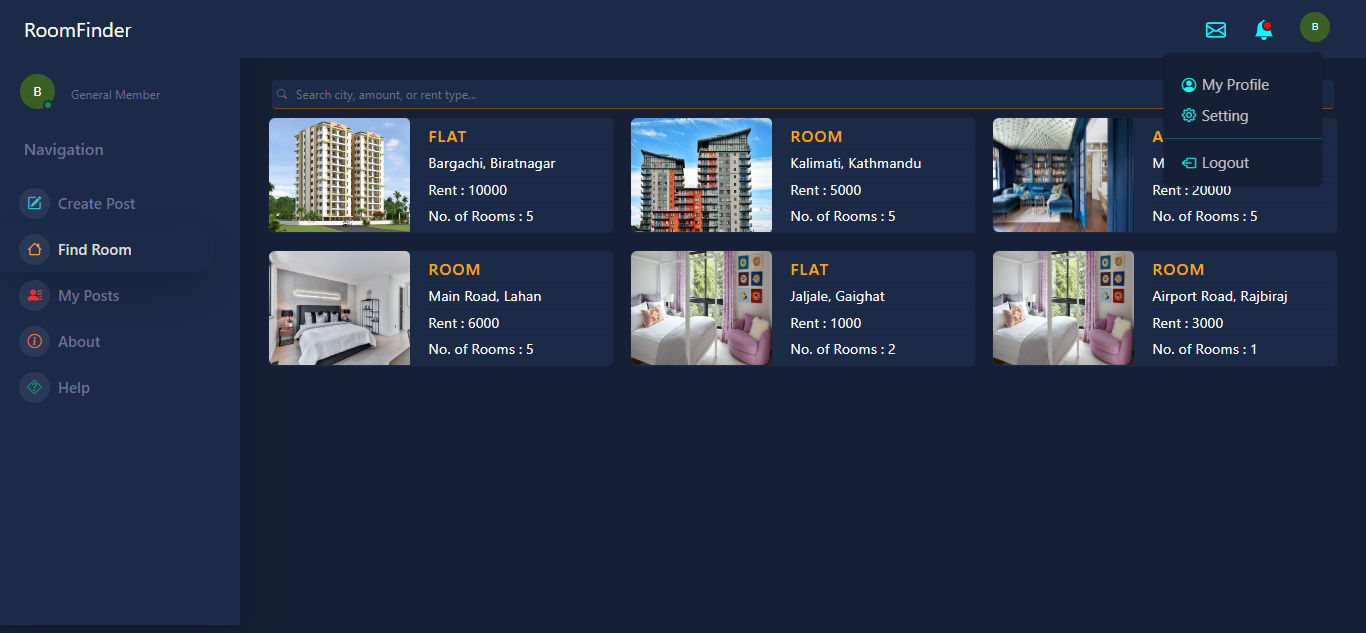 RoomFinder
B
B
General Member
Navigation
Create Post
Find Room
My Posts
About
Help
Search city, amount, or rent type...
My Profile
Setting
Logout
FLAT
Bargachi, Biratnagar
Rent : 10000
No. of Rooms : 5
ROOM
Kalimati, Kathmandu
Rent : 5000
No. of Rooms : 5
A
M
Rent : 20000
No. of Rooms : 5
ROOM
Main Road, Lahan
Rent : 6000
No. of Rooms : 5
FLAT
Jaljale, Gaighat
Rent : 1000
No. of Rooms : 2
ROOM
Airport Road, Rajbiraj
Rent : 3000
No. of Rooms : 1